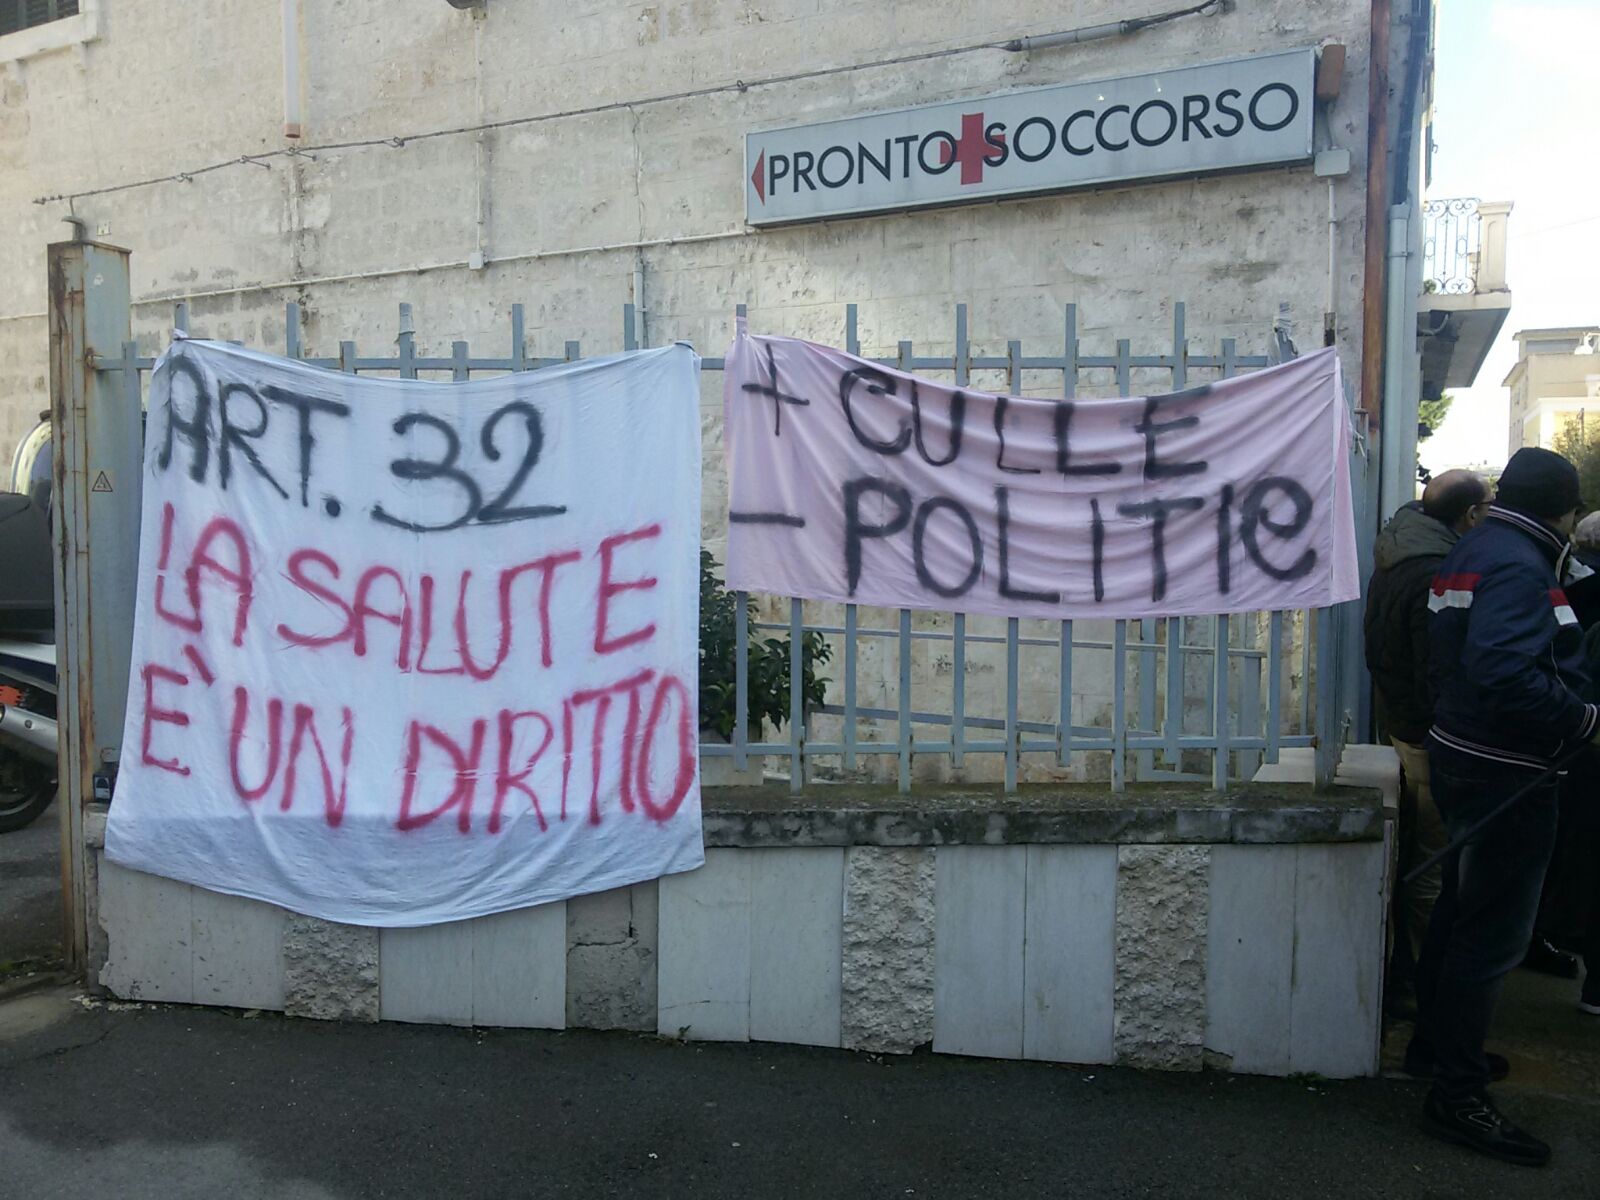 PRONTO SOCCORSO
ART. 32
LA SALUTE
E' UN DIRITTO
+ CULLE
- POLITIe